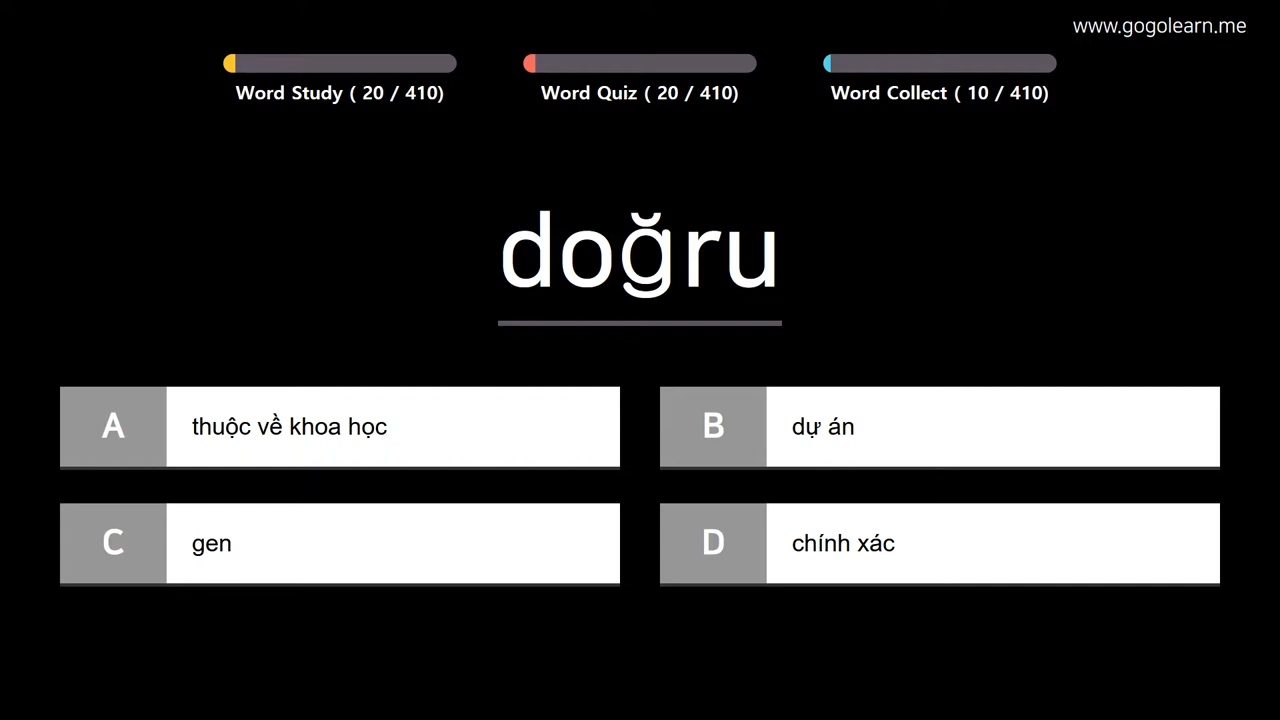 www.gogolearn.me
Word Study ( 20 / 410)
Word Quiz ( 20 / 410)
Word Collect ( 10 / 410)
doğru
A thuộc về khoa học
B dự án
C gen
D chính xác